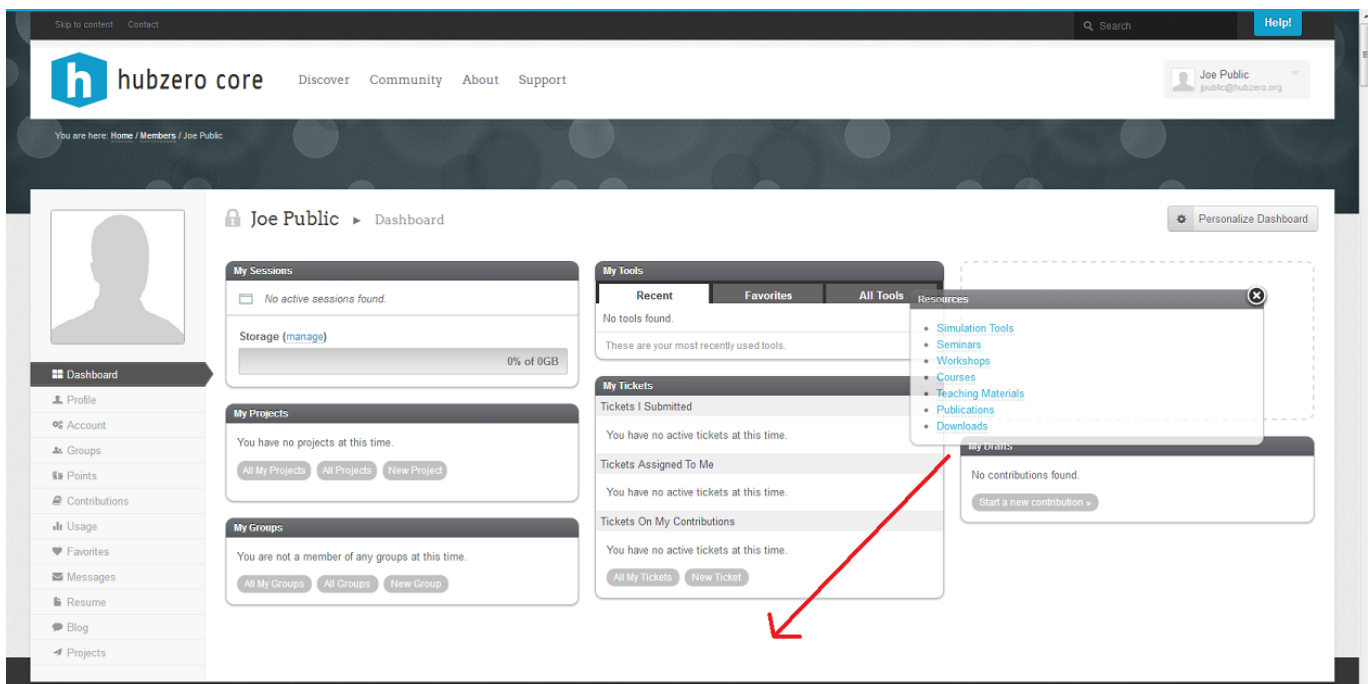 Skip to content Contact
Search
Help!
h hubzero core Discover Community About Support
Joe Public
jpublic@hubzero.org
You are here: Home / Members / Joe Public
Joe Public ► Dashboard
Personalize Dashboard
Dashboard
Profile
Account
Groups
Points
Contributions
Usage
Favorites
Messages
Resume
Blog
Projects
My Sessions
No active sessions found.
Storage (manage)
0% of 0GB
My Projects
You have no projects at this time.
All My Projects All Projects New Project
My Groups
You are not a member of any groups at this time.
All My Groups All Groups New Group
My Tools
Recent Favorites All Tools
No tools found.
These are your most recently used tools.
My Tickets
Tickets I Submitted
You have no active tickets at this time.
Tickets Assigned To Me
You have no active tickets at this time.
Tickets On My Contributions
You have no active tickets at this time.
All My Tickets New Ticket
Resources
Simulation Tools
Seminars
Workshops
Courses
Teaching Materials
Publications
Downloads
My Drafts
No contributions found.
Start a new contribution »